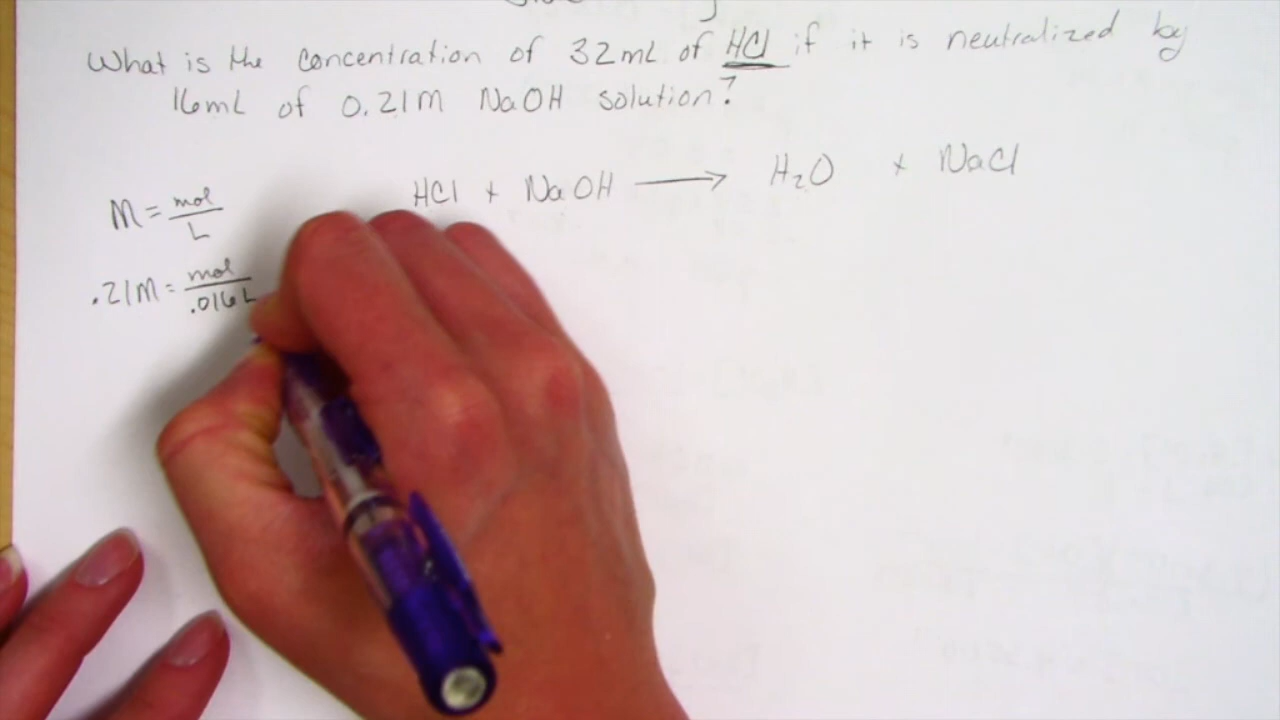 What is the concentration of 32mL of HCl if it is neutralized by
16mL of 0.21M NaOH solution?
HCl + NaOH ⟶ H₂O + NaCl
M = mol/L
.21M = mol/.016L